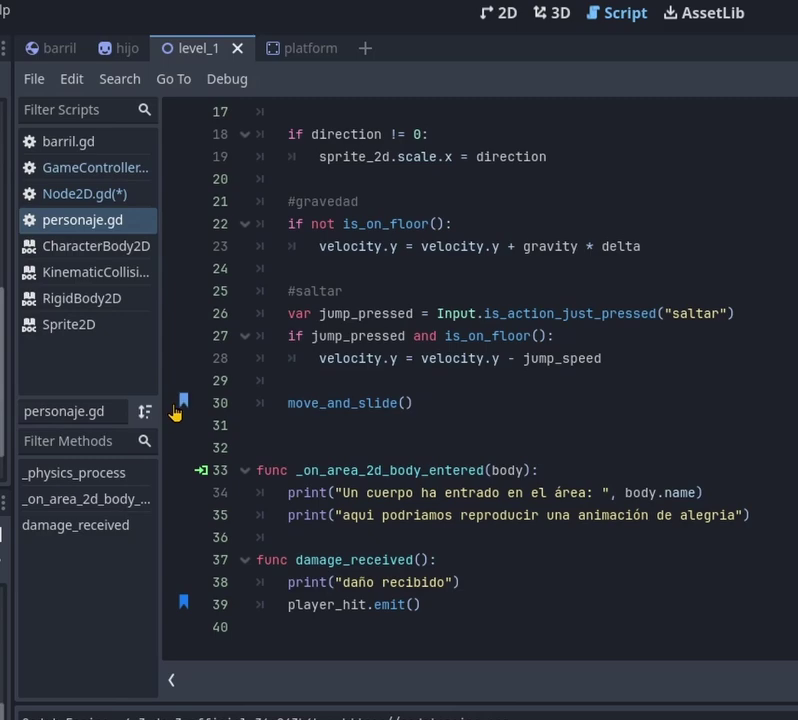 lp
2D 3D Script AssetLib
barril hijo level_1 platform
File Edit Search Go To Debug
Filter Scripts
barril.gd
GameController...
Node2D.gd(*)
personaje.gd
CharacterBody2D
KinematicCollisi...
RigidBody2D
Sprite2D
personaje.gd
Filter Methods
_physics_process
_on_area_2d_body_...
damage_received
17
18 if direction != 0:
19 sprite_2d.scale.x = direction
20
21 #gravedad
22 if not is_on_floor():
23 velocity.y = velocity.y + gravity * delta
24
25 #saltar
26 var jump_pressed = Input.is_action_just_pressed("saltar")
27 if jump_pressed and is_on_floor():
28 velocity.y = velocity.y - jump_speed
29
30 move_and_slide()
31
32
33 func _on_area_2d_body_entered(body):
34 print("Un cuerpo ha entrado en el área: ", body.name)
35 print("aqui podriamos reproducir una animación de alegria")
36
37 func damage_received():
38 print("daño recibido")
39 player_hit.emit()
40